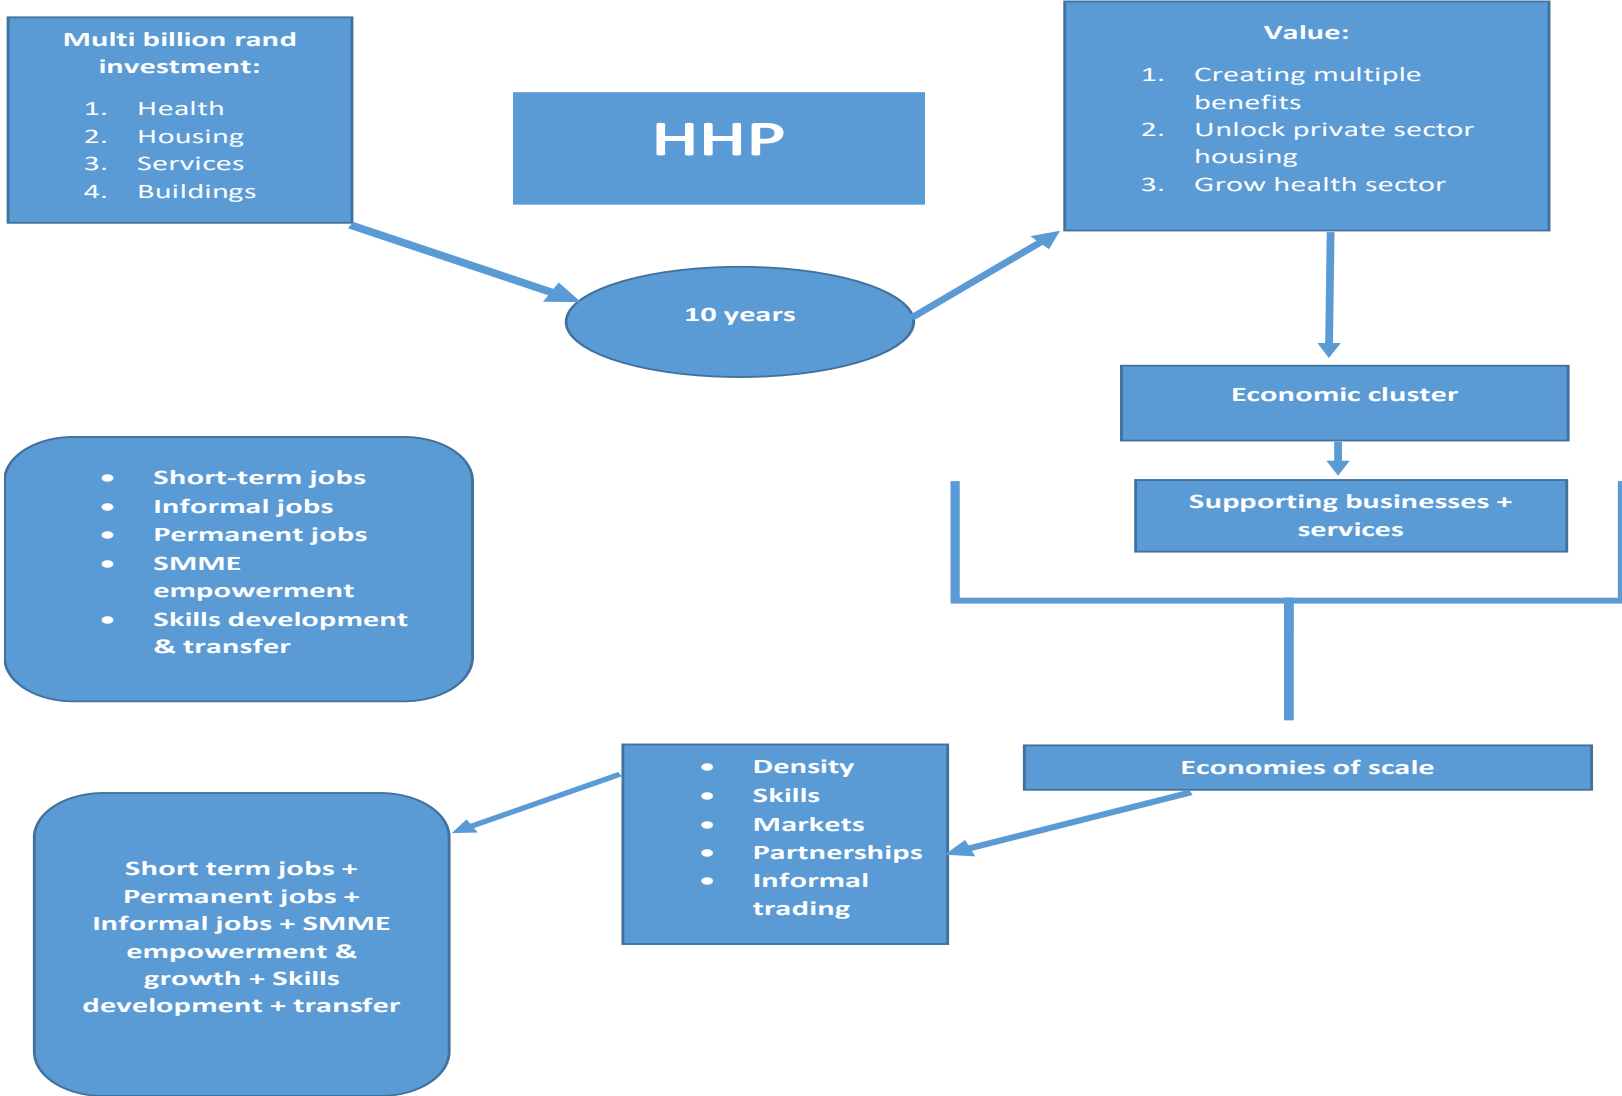 Multi billion rand
investment:
1. Health
2. Housing
3. Services
4. Buildings
HHP
Value:
1. Creating multiple
benefits
2. Unlock private sector
housing
3. Grow health sector
10 years
Economic cluster
Supporting businesses +
services
• Short-term jobs
• Informal jobs
• Permanent jobs
• SMME
empowerment
• Skills development
& transfer
Economies of scale
• Density
• Skills
• Markets
• Partnerships
• Informal
trading
Short term jobs +
Permanent jobs +
Informal jobs + SMME
empowerment &
growth + Skills
development + transfer